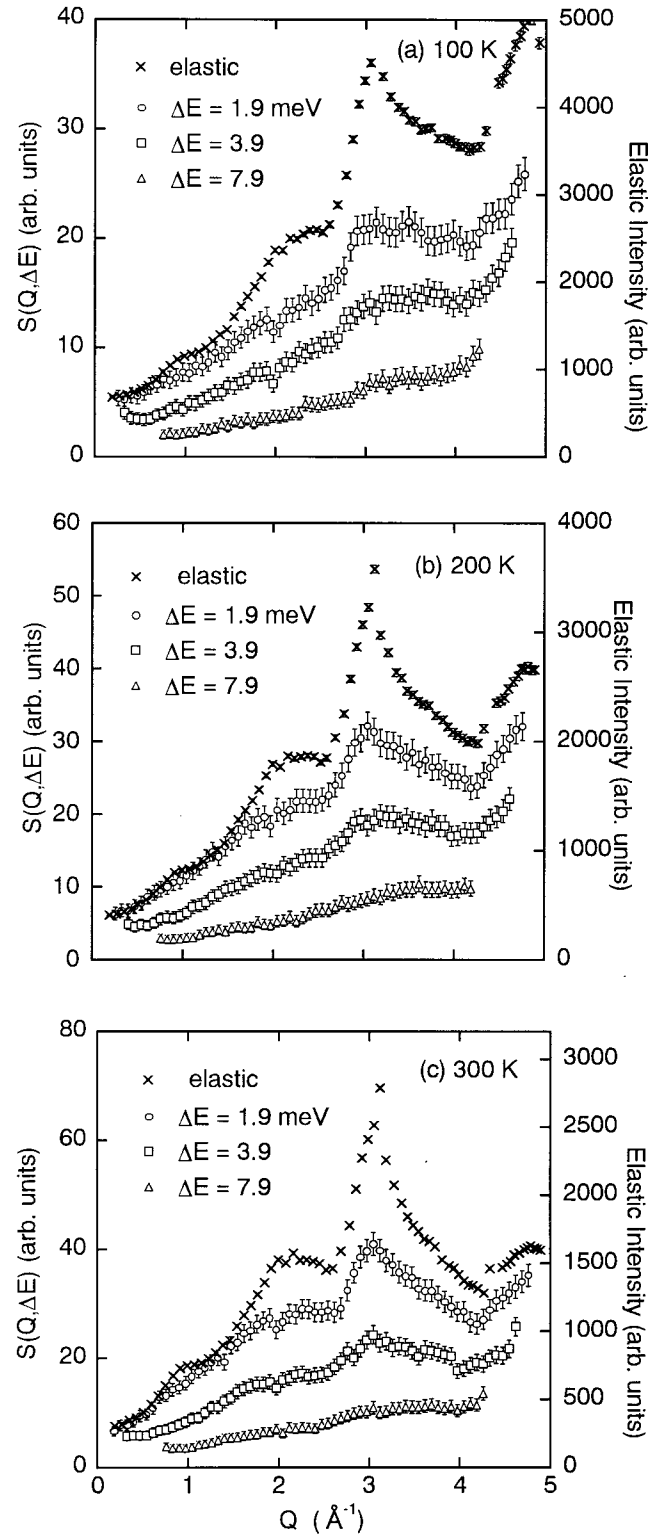 40
30
20
10
0
S(Q,ΔE) (arb. units)
(a) 100 K
× elastic
○ ΔE = 1.9 meV
□ ΔE = 3.9
△ ΔE = 7.9
5000
4000
3000
2000
1000
0
Elastic Intensity (arb. units)
60
50
40
30
20
10
0
S(Q,ΔE) (arb. units)
(b) 200 K
× elastic
○ ΔE = 1.9 meV
□ ΔE = 3.9
△ ΔE = 7.9
4000
3000
2000
1000
0
Elastic Intensity (arb. units)
80
60
40
20
0
S(Q,ΔE) (arb. units)
(c) 300 K
× elastic
○ ΔE = 1.9 meV
□ ΔE = 3.9
△ ΔE = 7.9
3000
2500
2000
1500
1000
500
0
Elastic Intensity (arb. units)
0 1 2 3 4 5
Q (Å⁻¹)